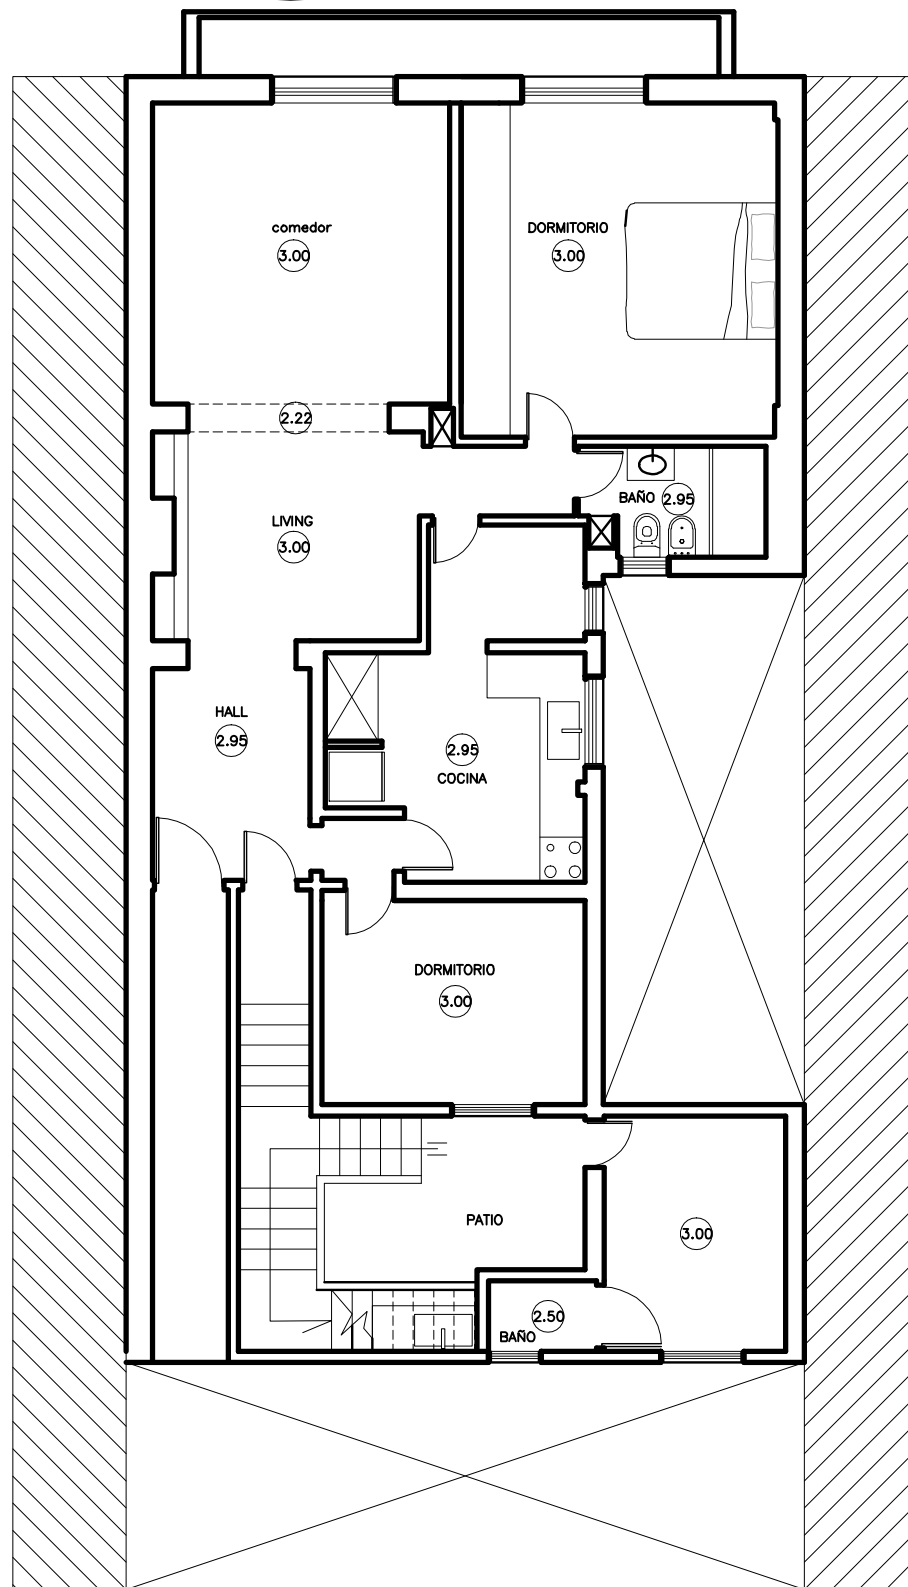 comedor
3.00
DORMITORIO
3.00
2.22
BAÑO 2.95
LIVING
3.00
HALL
2.95
2.95
COCINA
DORMITORIO
3.00
PATIO
3.00
2.50
BAÑO